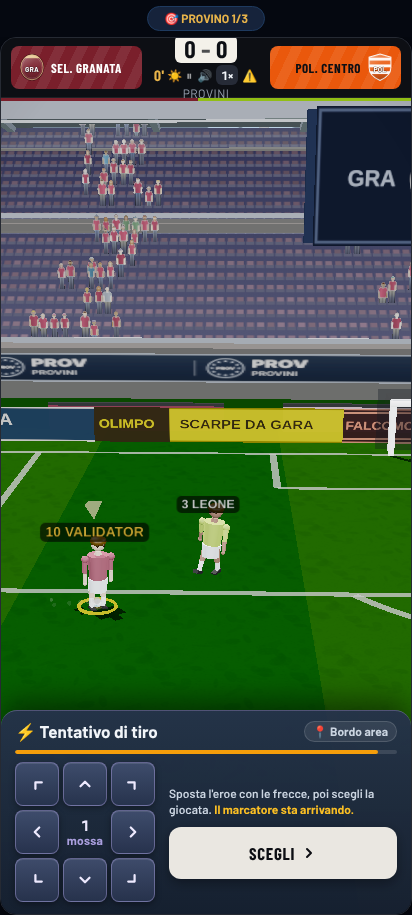 🎯 PROVINO 1/3
GRA SEL. GRANATA
0 - 0
POL. CENTRO POL
0' ☀️ ⏸ 🔊 1× ⚠️
PROVINI
GRA
PROV
PROVINI
PROV
PROVINI
A
OLIMPO
SCARPE DA GARA
3 LEONE
10 VALIDATOR
⚡ Tentativo di tiro
📍 Bordo area
1
mossa
Sposta l'eroe con le frecce, poi scegli la
giocata. Il marcatore sta arrivando.
SCEGLI